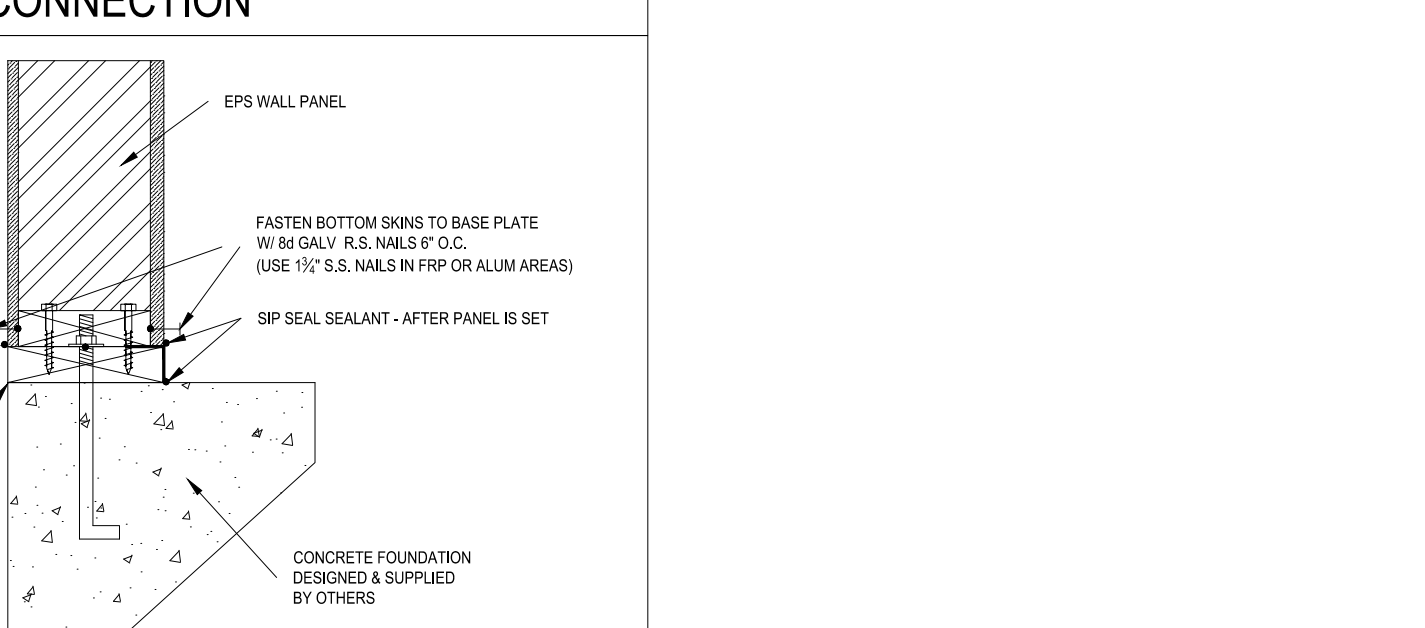 CONNECTION
EPS WALL PANEL
FASTEN BOTTOM SKINS TO BASE PLATE
W/ 8d GALV R.S. NAILS 6" O.C.
(USE 1¾" S.S. NAILS IN FRP OR ALUM AREAS)
SIP SEAL SEALANT - AFTER PANEL IS SET
CONCRETE FOUNDATION
DESIGNED & SUPPLIED
BY OTHERS